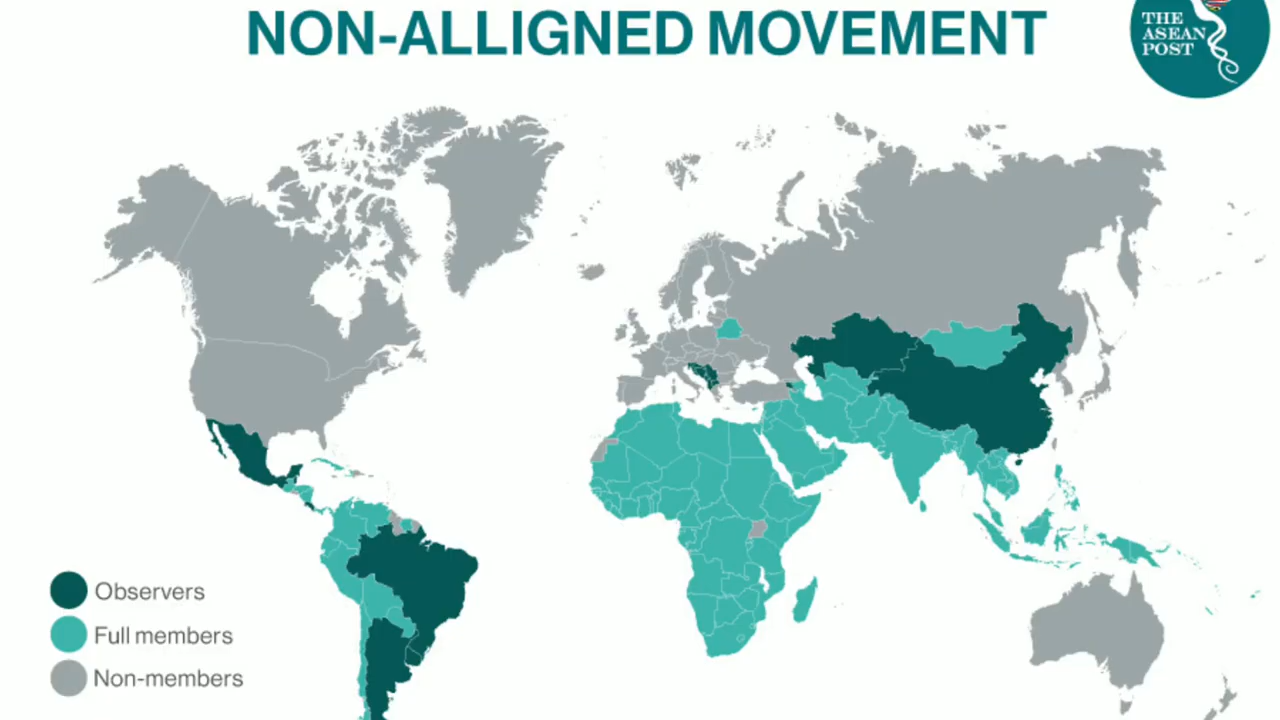 NON-ALLIGNED MOVEMENT
THE
ASEAN
POST
Observers
Full members
Non-members